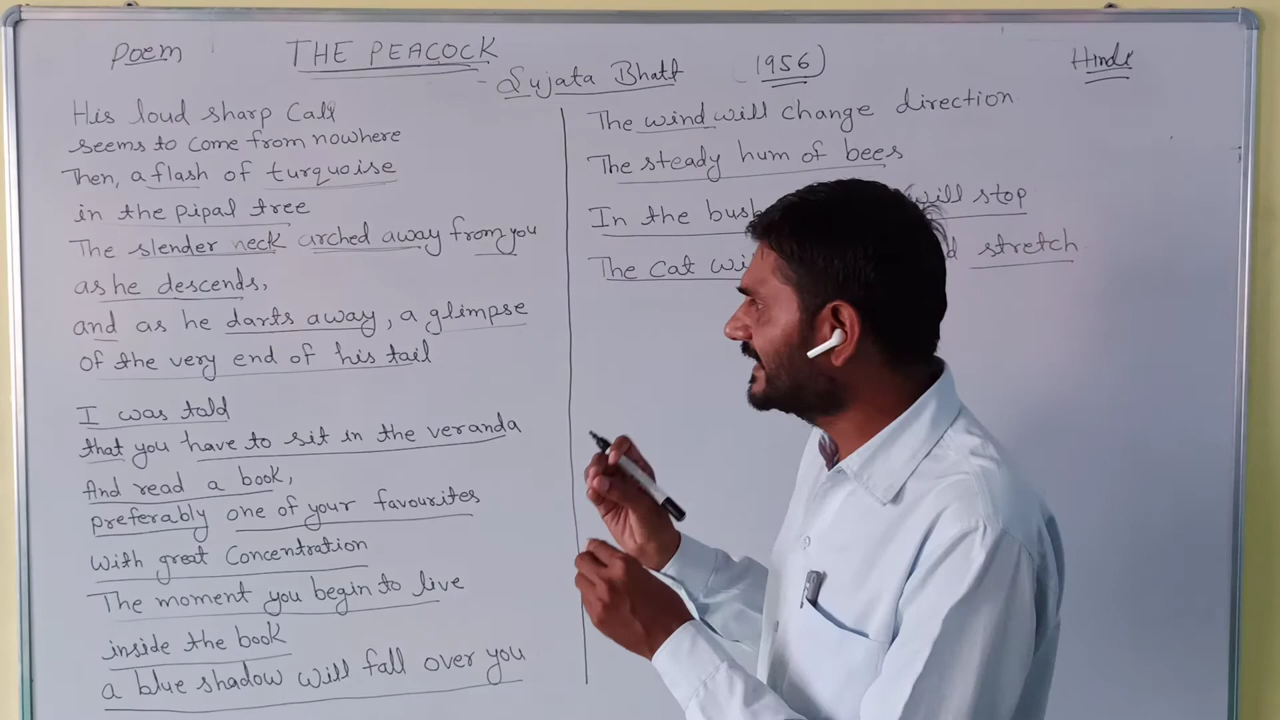 Poem
THE PEACOCK
- Sujata Bhatt (1956)
Hindi
His loud sharp Call
seems to come from nowhere
Then, a flash of turquoise
in the pipal tree
The slender neck arched away from you
as he descends,
and as he darts away, a glimpse
of the very end of his tail
I was told
that you have to sit in the veranda
And read a book,
preferably one of your favourites
With great Concentration
The moment you begin to live
inside the book
a blue shadow will fall over you
The wind will change direction
The steady hum of bees
In the bush will stop
The Cat stretch